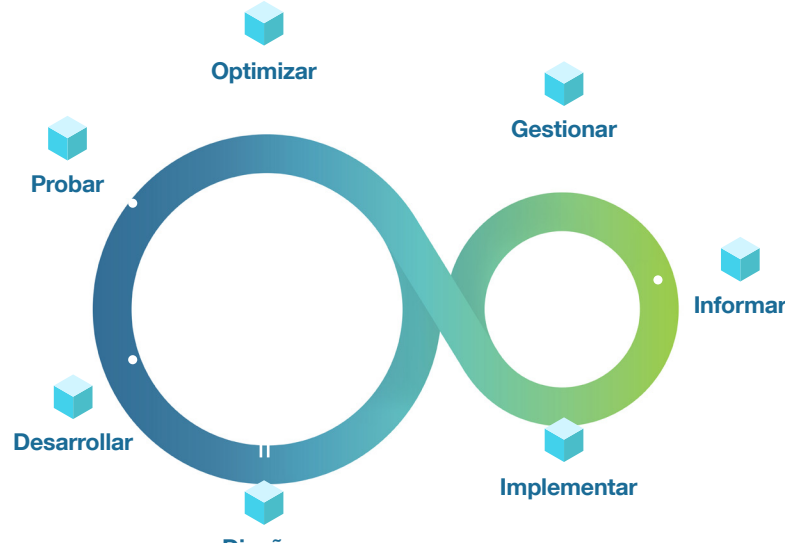 Optimizar
Gestionar
Probar
Informar
Desarrollar
Implementar